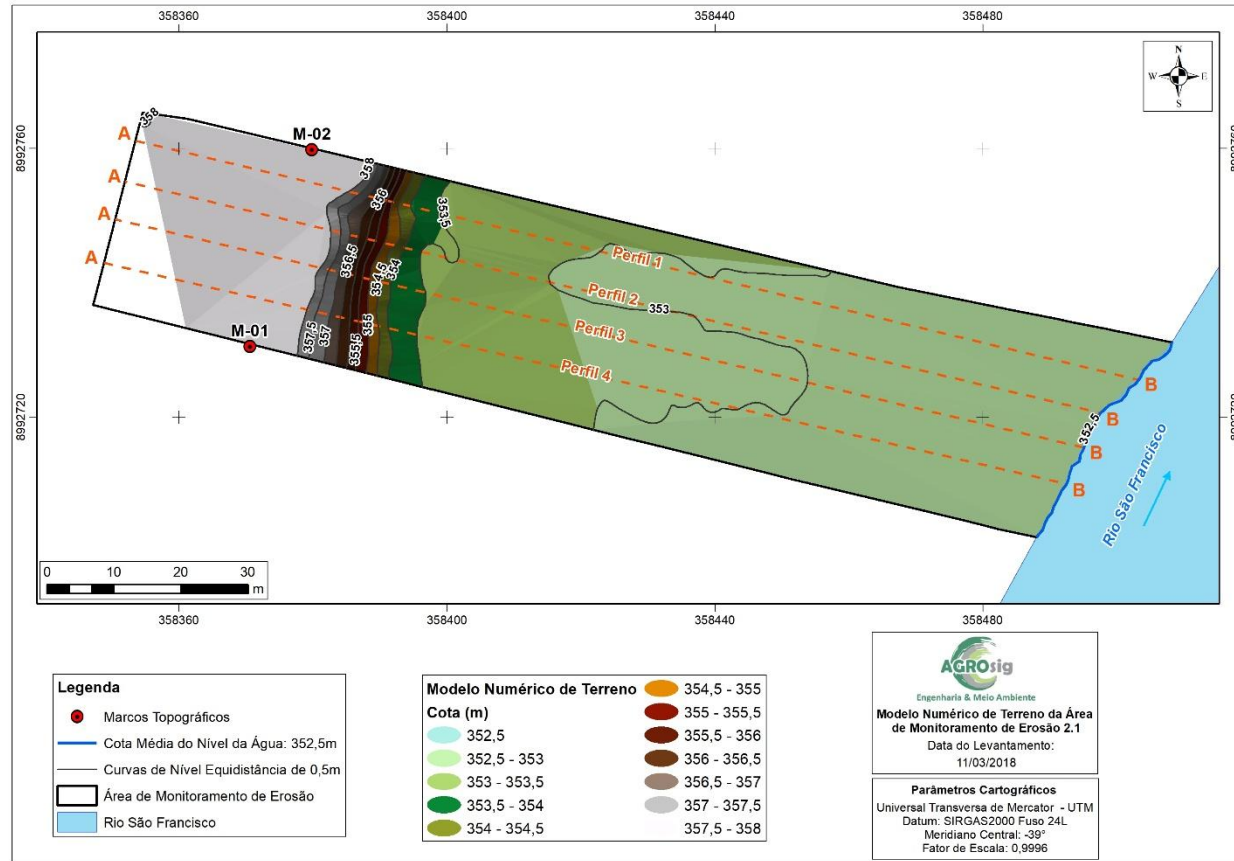 358360
358400
358440
358480
8992760
8992720
8992760
8992720
N
W
E
S
358
M-02
A
A
A
A
358
356
353,5
356,5
354,5
354
357,5
357
355,5
355
M-01
Perfil 1
Perfil 2
353
Perfil 3
Perfil 4
B
B
B
B
352,5
Rio São Francisco
0
10
20
30
m
358360
358400
358440
358480
Legenda
Marcos Topográficos
Cota Média do Nível da Água: 352,5m
Curvas de Nível Equidistância de 0,5m
Área de Monitoramento de Erosão
Rio São Francisco
Modelo Numérico de Terreno
Cota (m)
352,5
352,5 - 353
353 - 353,5
353,5 - 354
354 - 354,5
354,5 - 355
355 - 355,5
355,5 - 356
356 - 356,5
356,5 - 357
357 - 357,5
357,5 - 358
AGROsig
Engenharia & Meio Ambiente
Modelo Numérico de Terreno da Área
de Monitoramento de Erosão 2.1
Data do Levantamento:
11/03/2018
Parâmetros Cartográficos
Universal Transversa de Mercator - UTM
Datum: SIRGAS2000 Fuso 24L
Meridiano Central: -39°
Fator de Escala: 0,9996